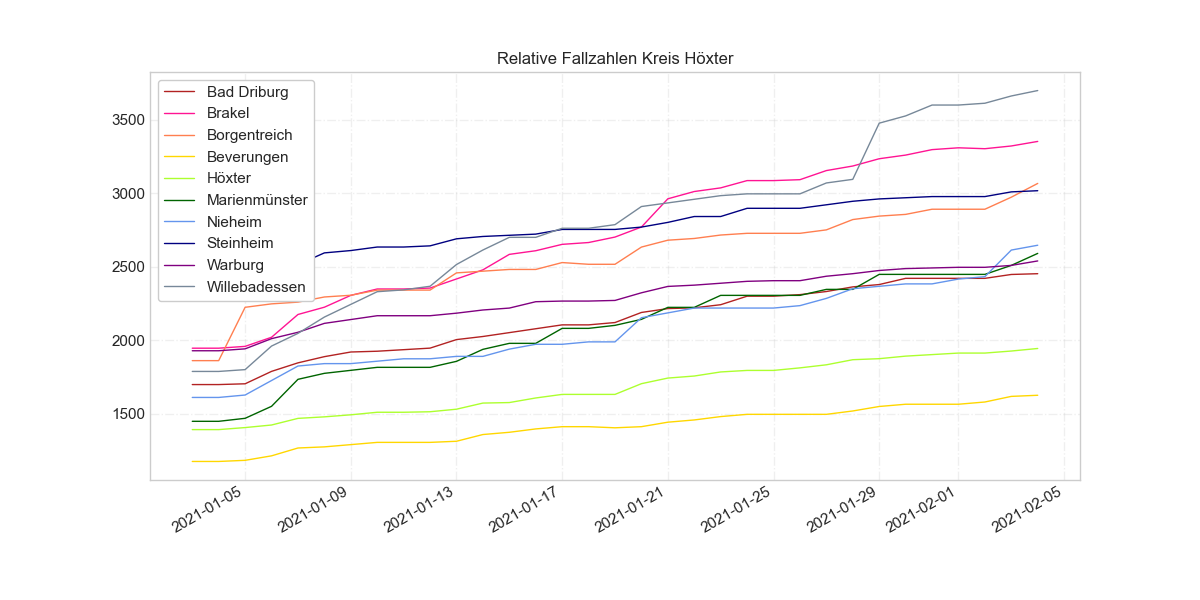 Relative Fallzahlen Kreis Höxter
Bad Driburg
Brakel
Borgentreich
Beverungen
Höxter
Marienmünster
Nieheim
Steinheim
Warburg
Willebadessen
3500
3000
2500
2000
1500
2021-01-05
2021-01-09
2021-01-13
2021-01-17
2021-01-21
2021-01-25
2021-01-29
2021-02-01
2021-02-05